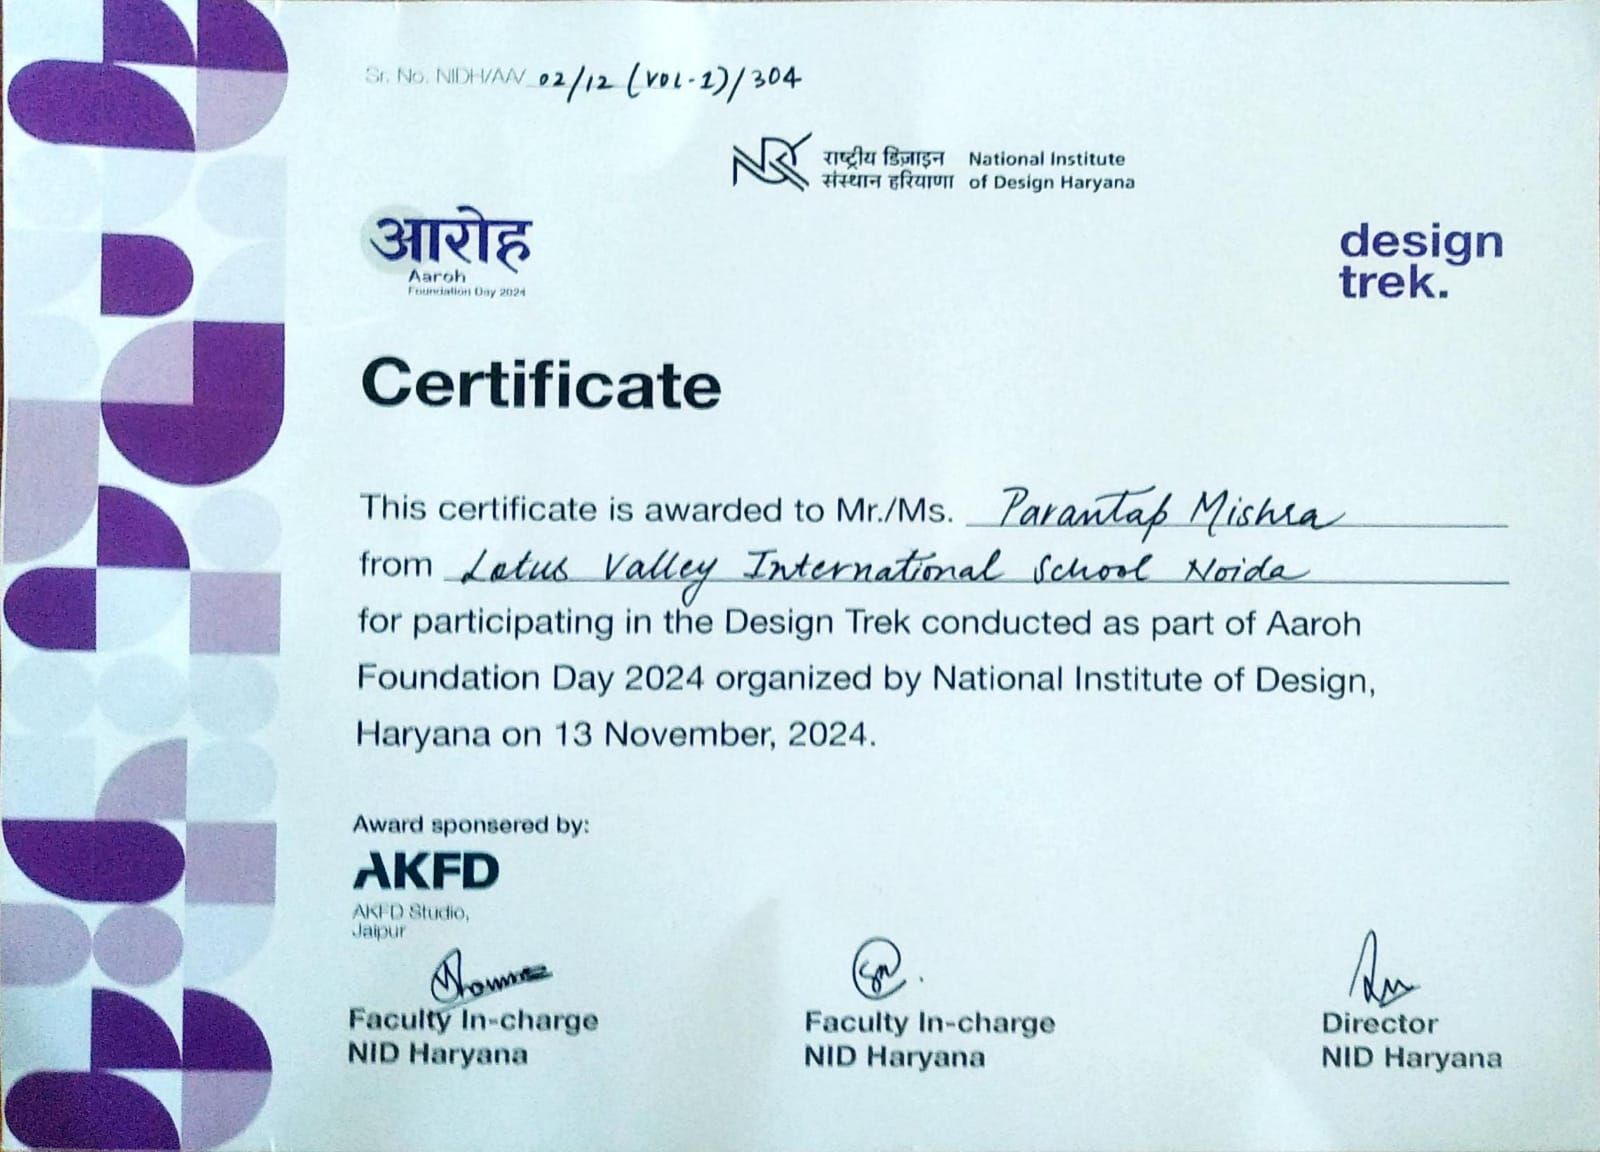 Sr. No. NIDH/AA/ 02/12 (VOL-1)/304
राष्ट्रीय डिज़ाइन National Institute
संस्थान हरियाणा of Design Haryana
आरोह
Aaroh
Foundation Day 2024
design
trek.
Certificate
This certificate is awarded to Mr./Ms. Parantap Mishra
from Lotus Valley International School Noida
for participating in the Design Trek conducted as part of Aaroh
Foundation Day 2024 organized by National Institute of Design,
Haryana on 13 November, 2024.
Award sponsered by:
AKFD
AKFD Studio,
Jaipur
Faculty In-charge Faculty In-charge Director
NID Haryana NID Haryana NID Haryana